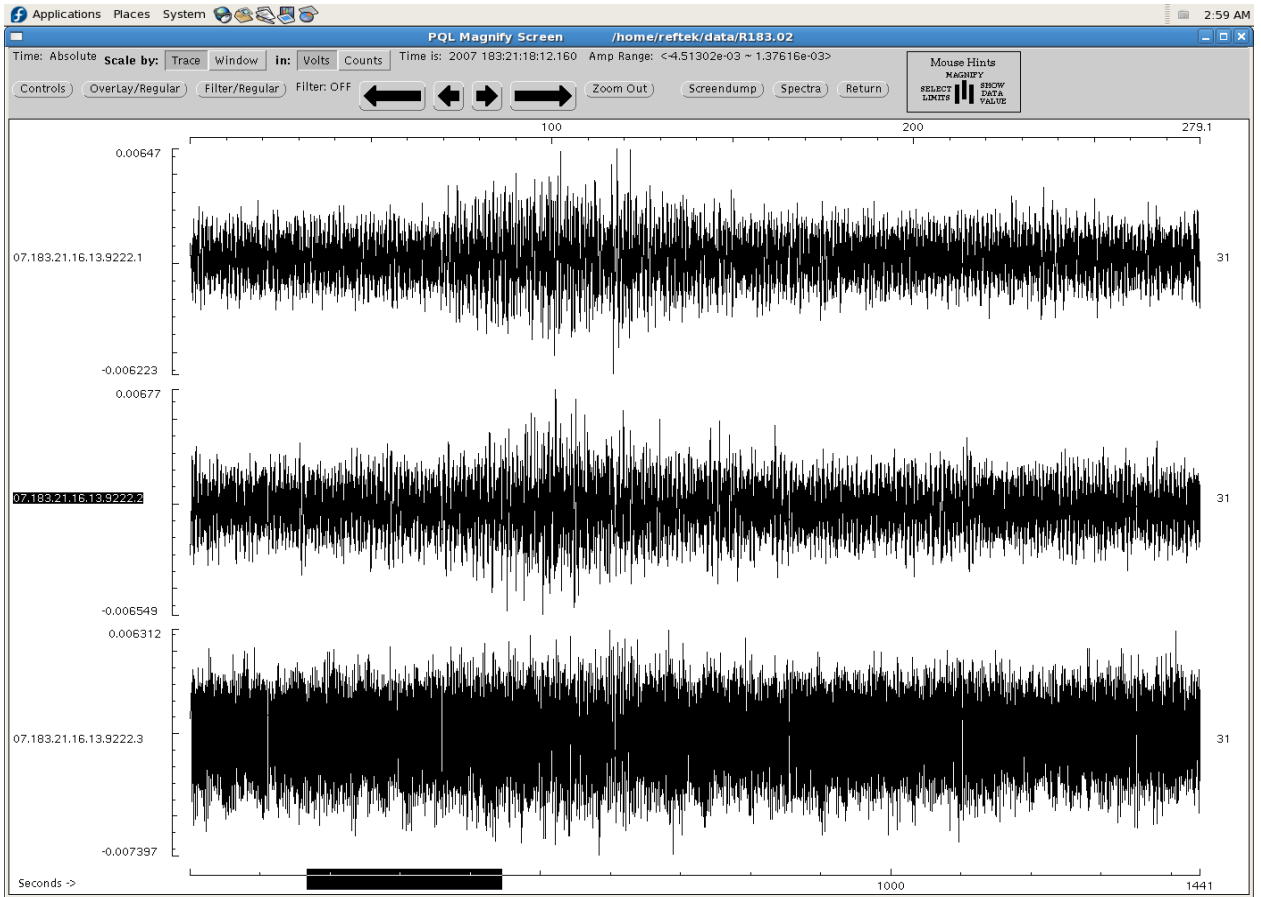 Applications Places System 2:59 AM
PQL Magnify Screen /home/reftek/data/R183.02
Time: Absolute Scale by: Trace Window in: Volts Counts Time is: 2007 183:21:18:12.160 Amp Range: <-4.51302e-03 ~ 1.37616e-03>
Controls OverLay/Regular Filter/Regular Filter: OFF Zoom Out Screendump Spectra Return
Mouse Hints
MAGNIFY
SELECT LIMITS
SHOW DATA VALUE
100 200 279.1
0.00647
07.183.21.16.13.9222.1 31
-0.006223
0.00677
07.183.21.16.13.9222.2 31
-0.006549
0.006312
07.183.21.16.13.9222.3 31
-0.007397
Seconds -> 1000 1441